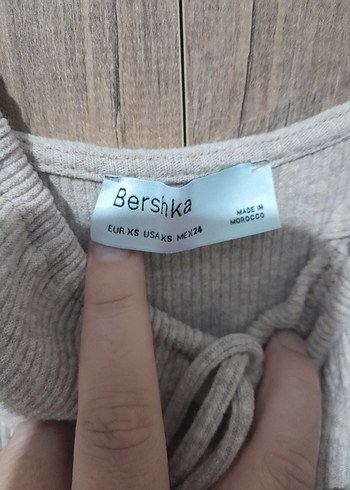 Bershka
EUR XS USA XS MEX 24
MADE IN
MOROCCO